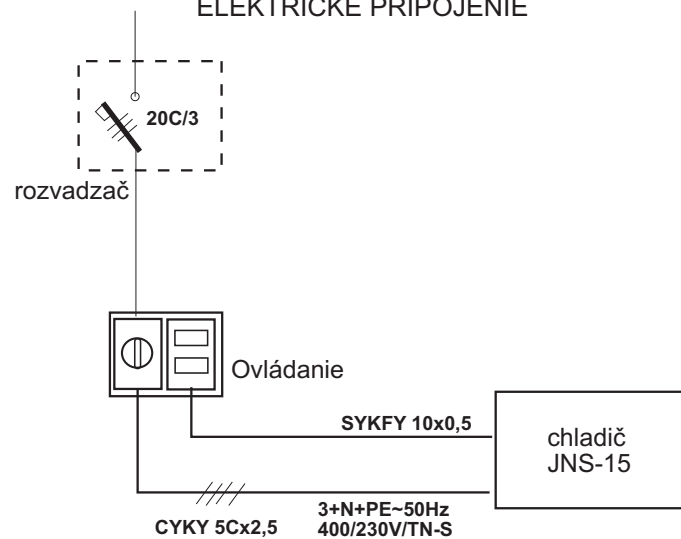 ELEKTRICKÉ PRIPOJENIE
20C/3
rozvadzač
Ovládanie
SYKFY 10x0,5
chladič
JNS-15
3+N+PE~50Hz
CYKY 5Cx2,5
400/230V/TN-S